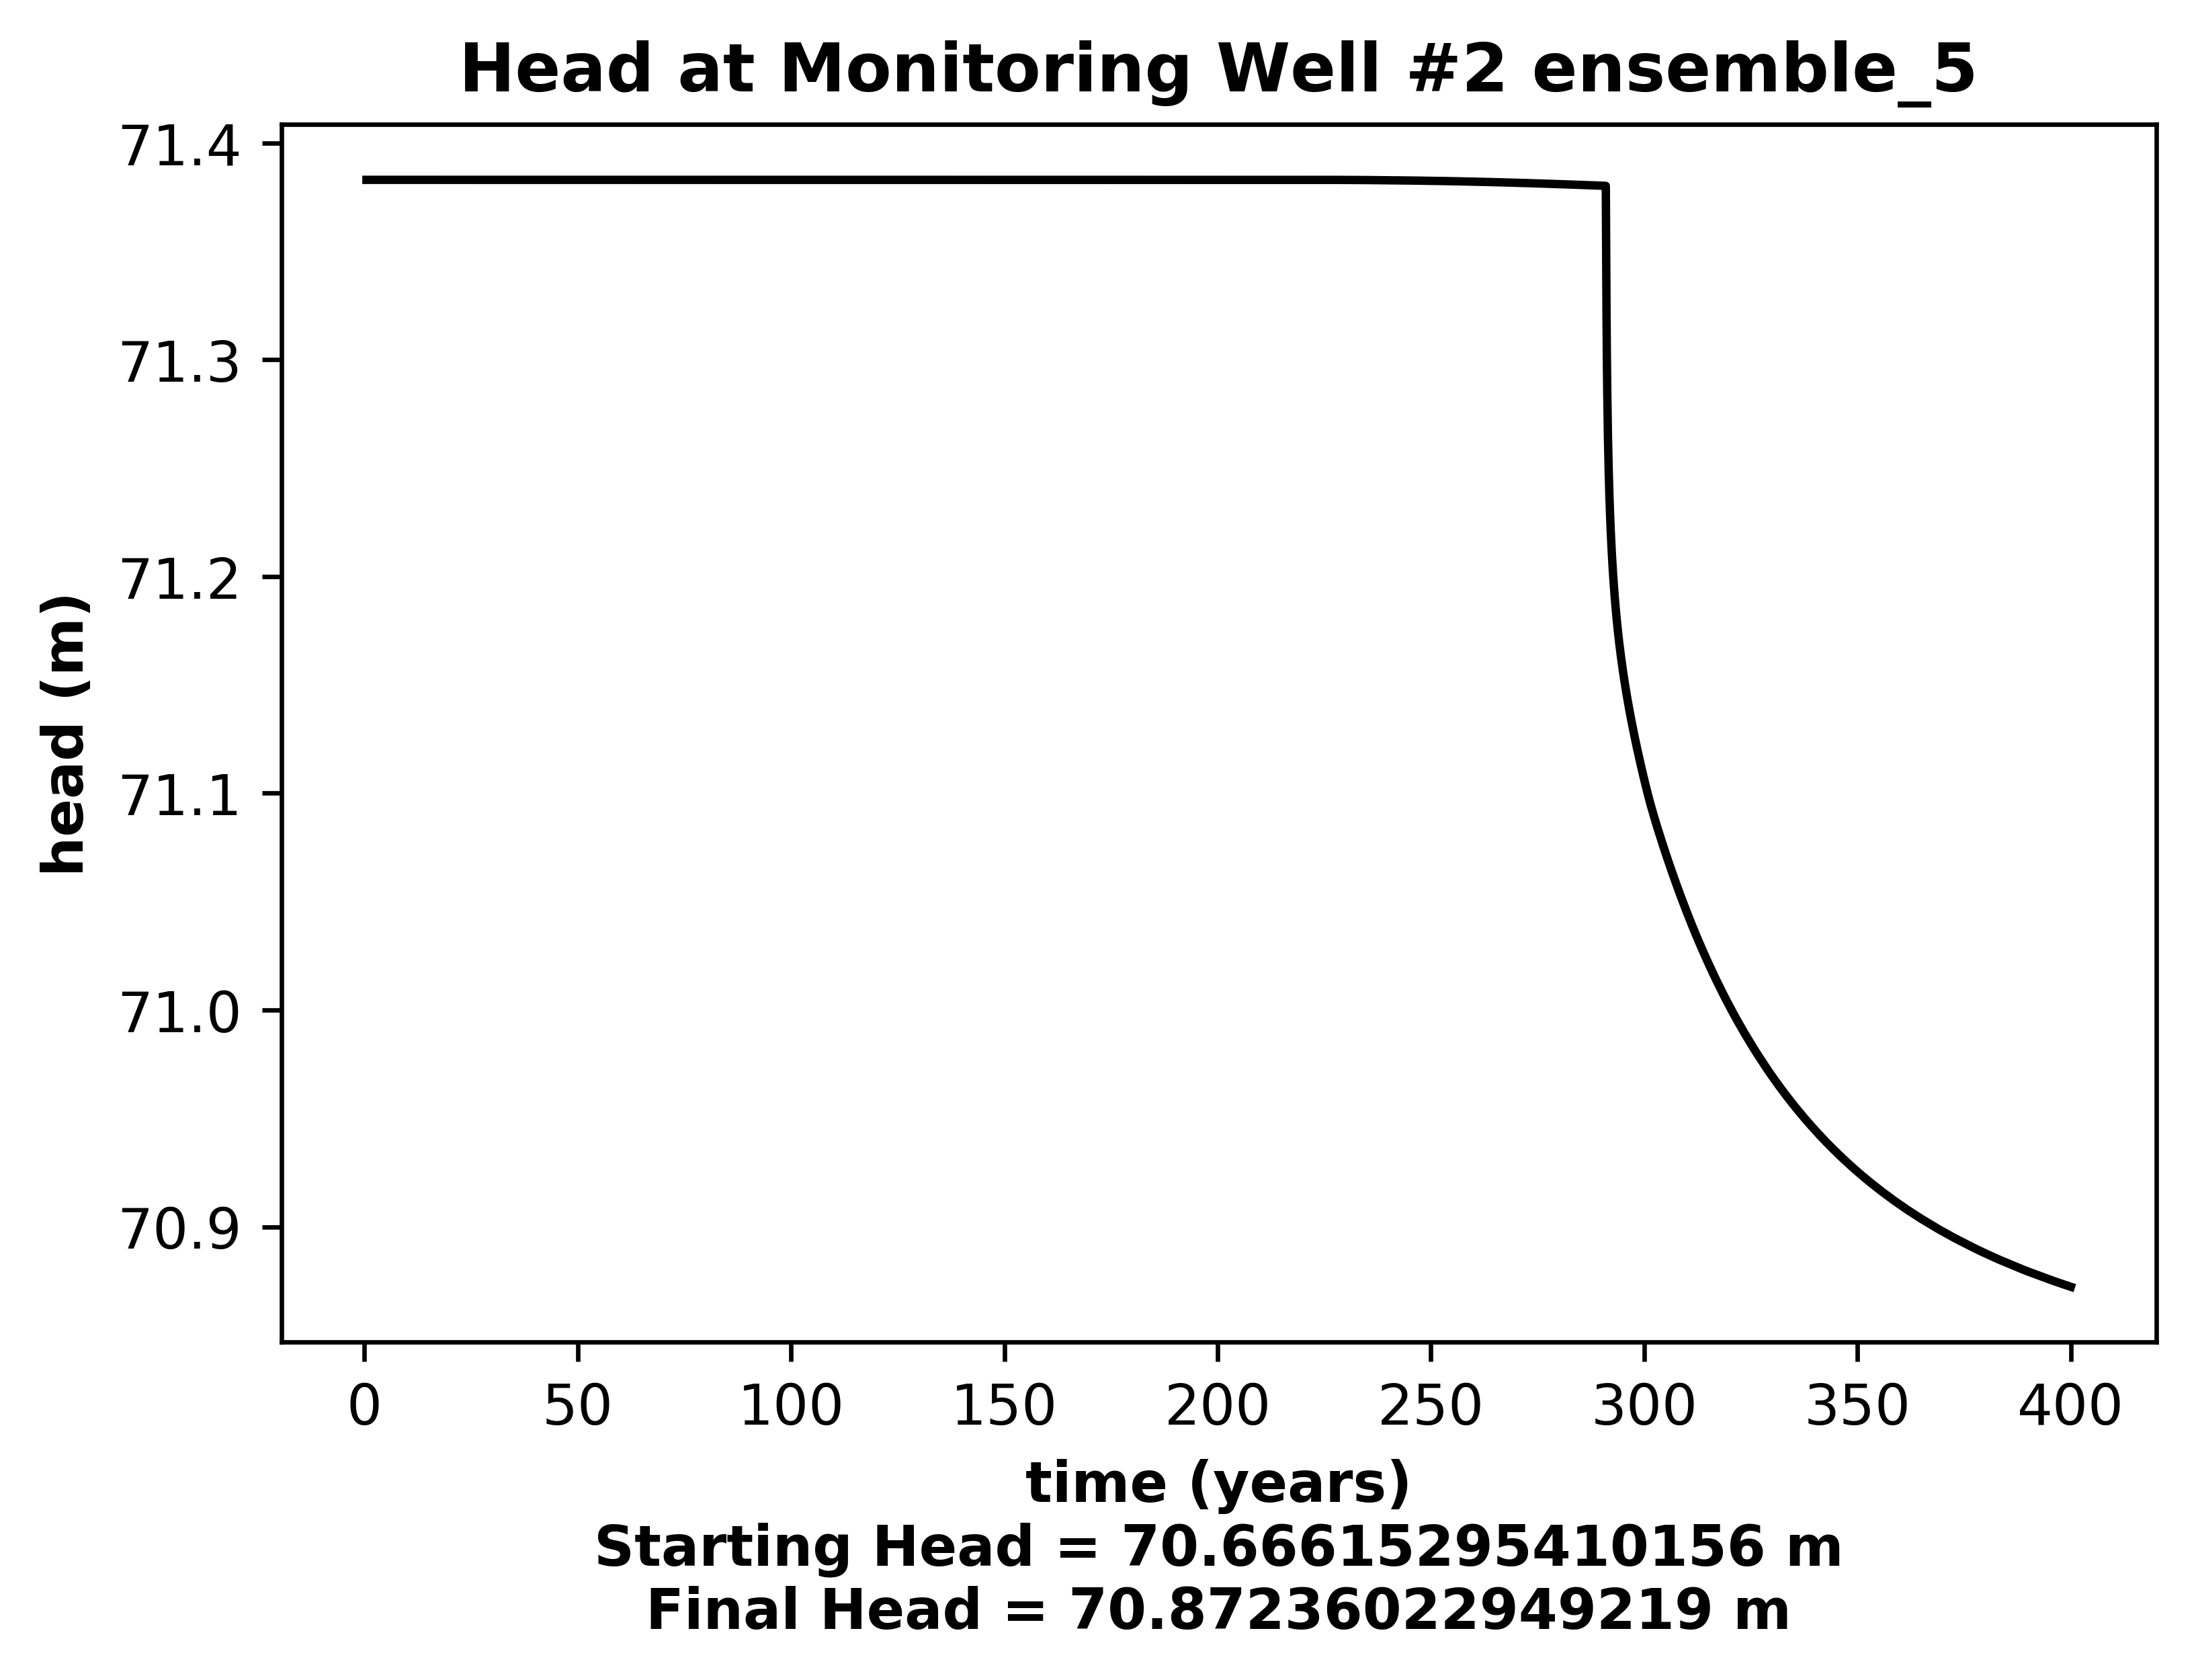 Head at Monitoring Well #2 ensemble_5
71.4
71.3
71.2
71.1
71.0
70.9
head (m)
0 50 100 150 200 250 300 350 400
time (years)
Starting Head = 70.66615295410156 m
Final Head = 70.87236022949219 m